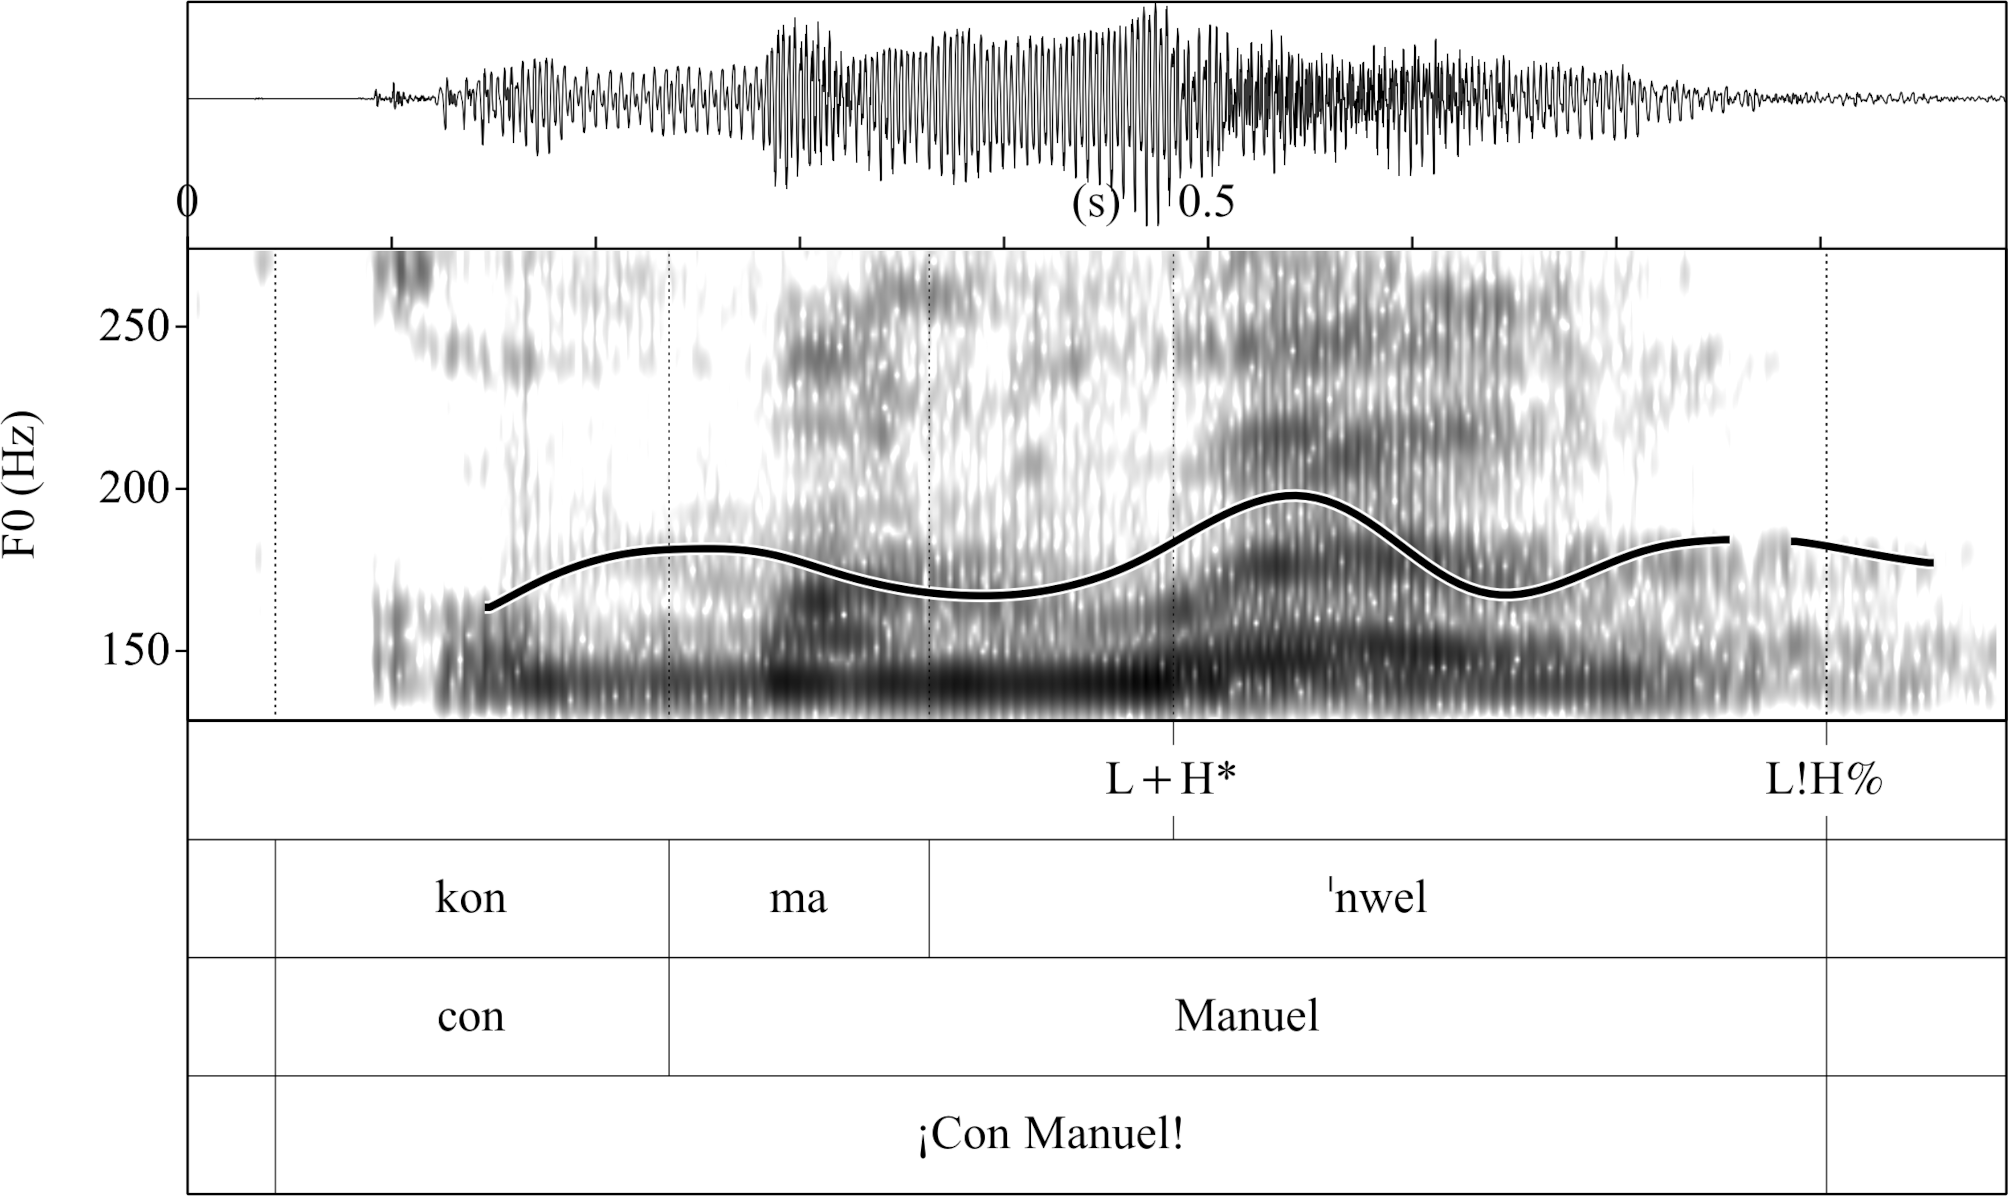 0 (s) 0.5
250
200
150
F0 (Hz)
L+H* L!H%
kon ma ˈnwel
con Manuel
¡Con Manuel!